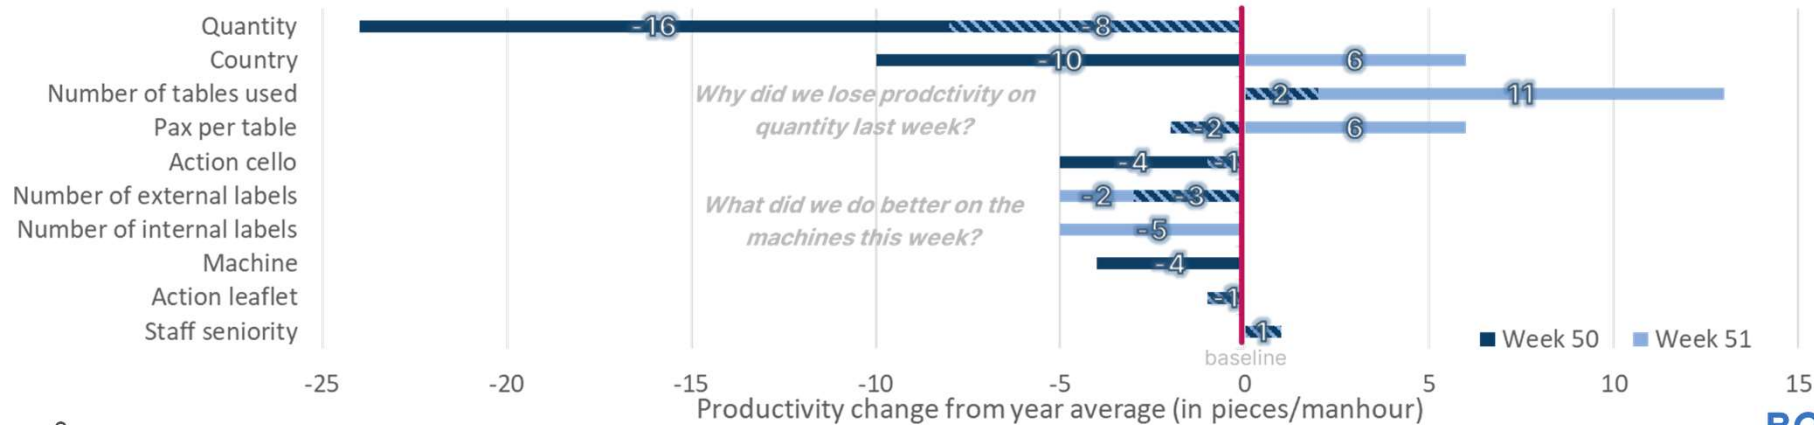 Quantity
-16
-8
Country
-10
6
Number of tables used
2
11
Why did we lose prodctivity on
quantity last week?
Pax per table
-2
6
Action cello
-4
-1
Number of external labels
-2
-3
What did we do better on the
machines this week?
Number of internal labels
-5
Machine
-4
Action leaflet
-1
Staff seniority
1
Week 50
Week 51
baseline
-25
-20
-15
-10
-5
0
5
10
15
Productivity change from year average (in pieces/manhour)